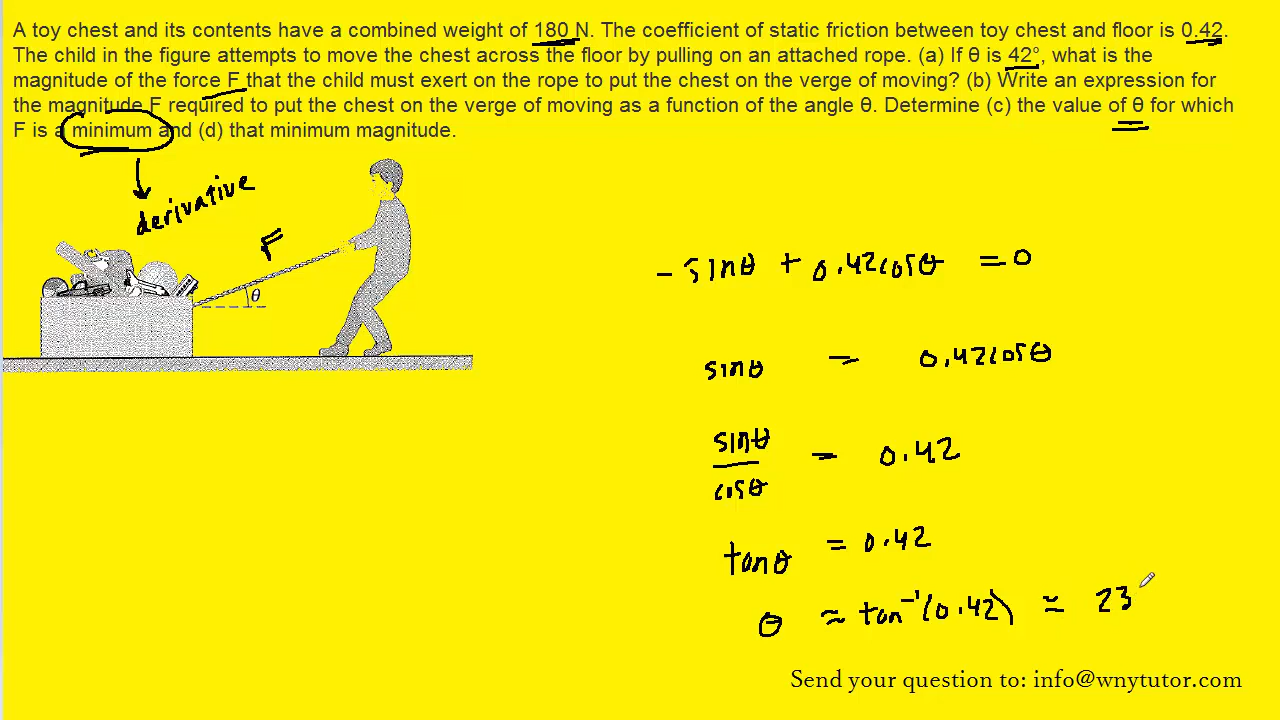 A toy chest and its contents have a combined weight of 180 N. The coefficient of static friction between toy chest and floor is 0.42.
The child in the figure attempts to move the chest across the floor by pulling on an attached rope. (a) If θ is 42°, what is the
magnitude of the force F that the child must exert on the rope to put the chest on the verge of moving? (b) Write an expression for
the magnitude F required to put the chest on the verge of moving as a function of the angle θ. Determine (c) the value of θ for which
F is a minimum and (d) that minimum magnitude.
derivative
F
θ
- sinθ + 0.42cosθ = 0
sinθ = 0.42cosθ
sinθ/cosθ = 0.42
tanθ = 0.42
θ ≈ tan⁻¹(0.42) ≈ 23
Send your question to: info@wnytutor.com